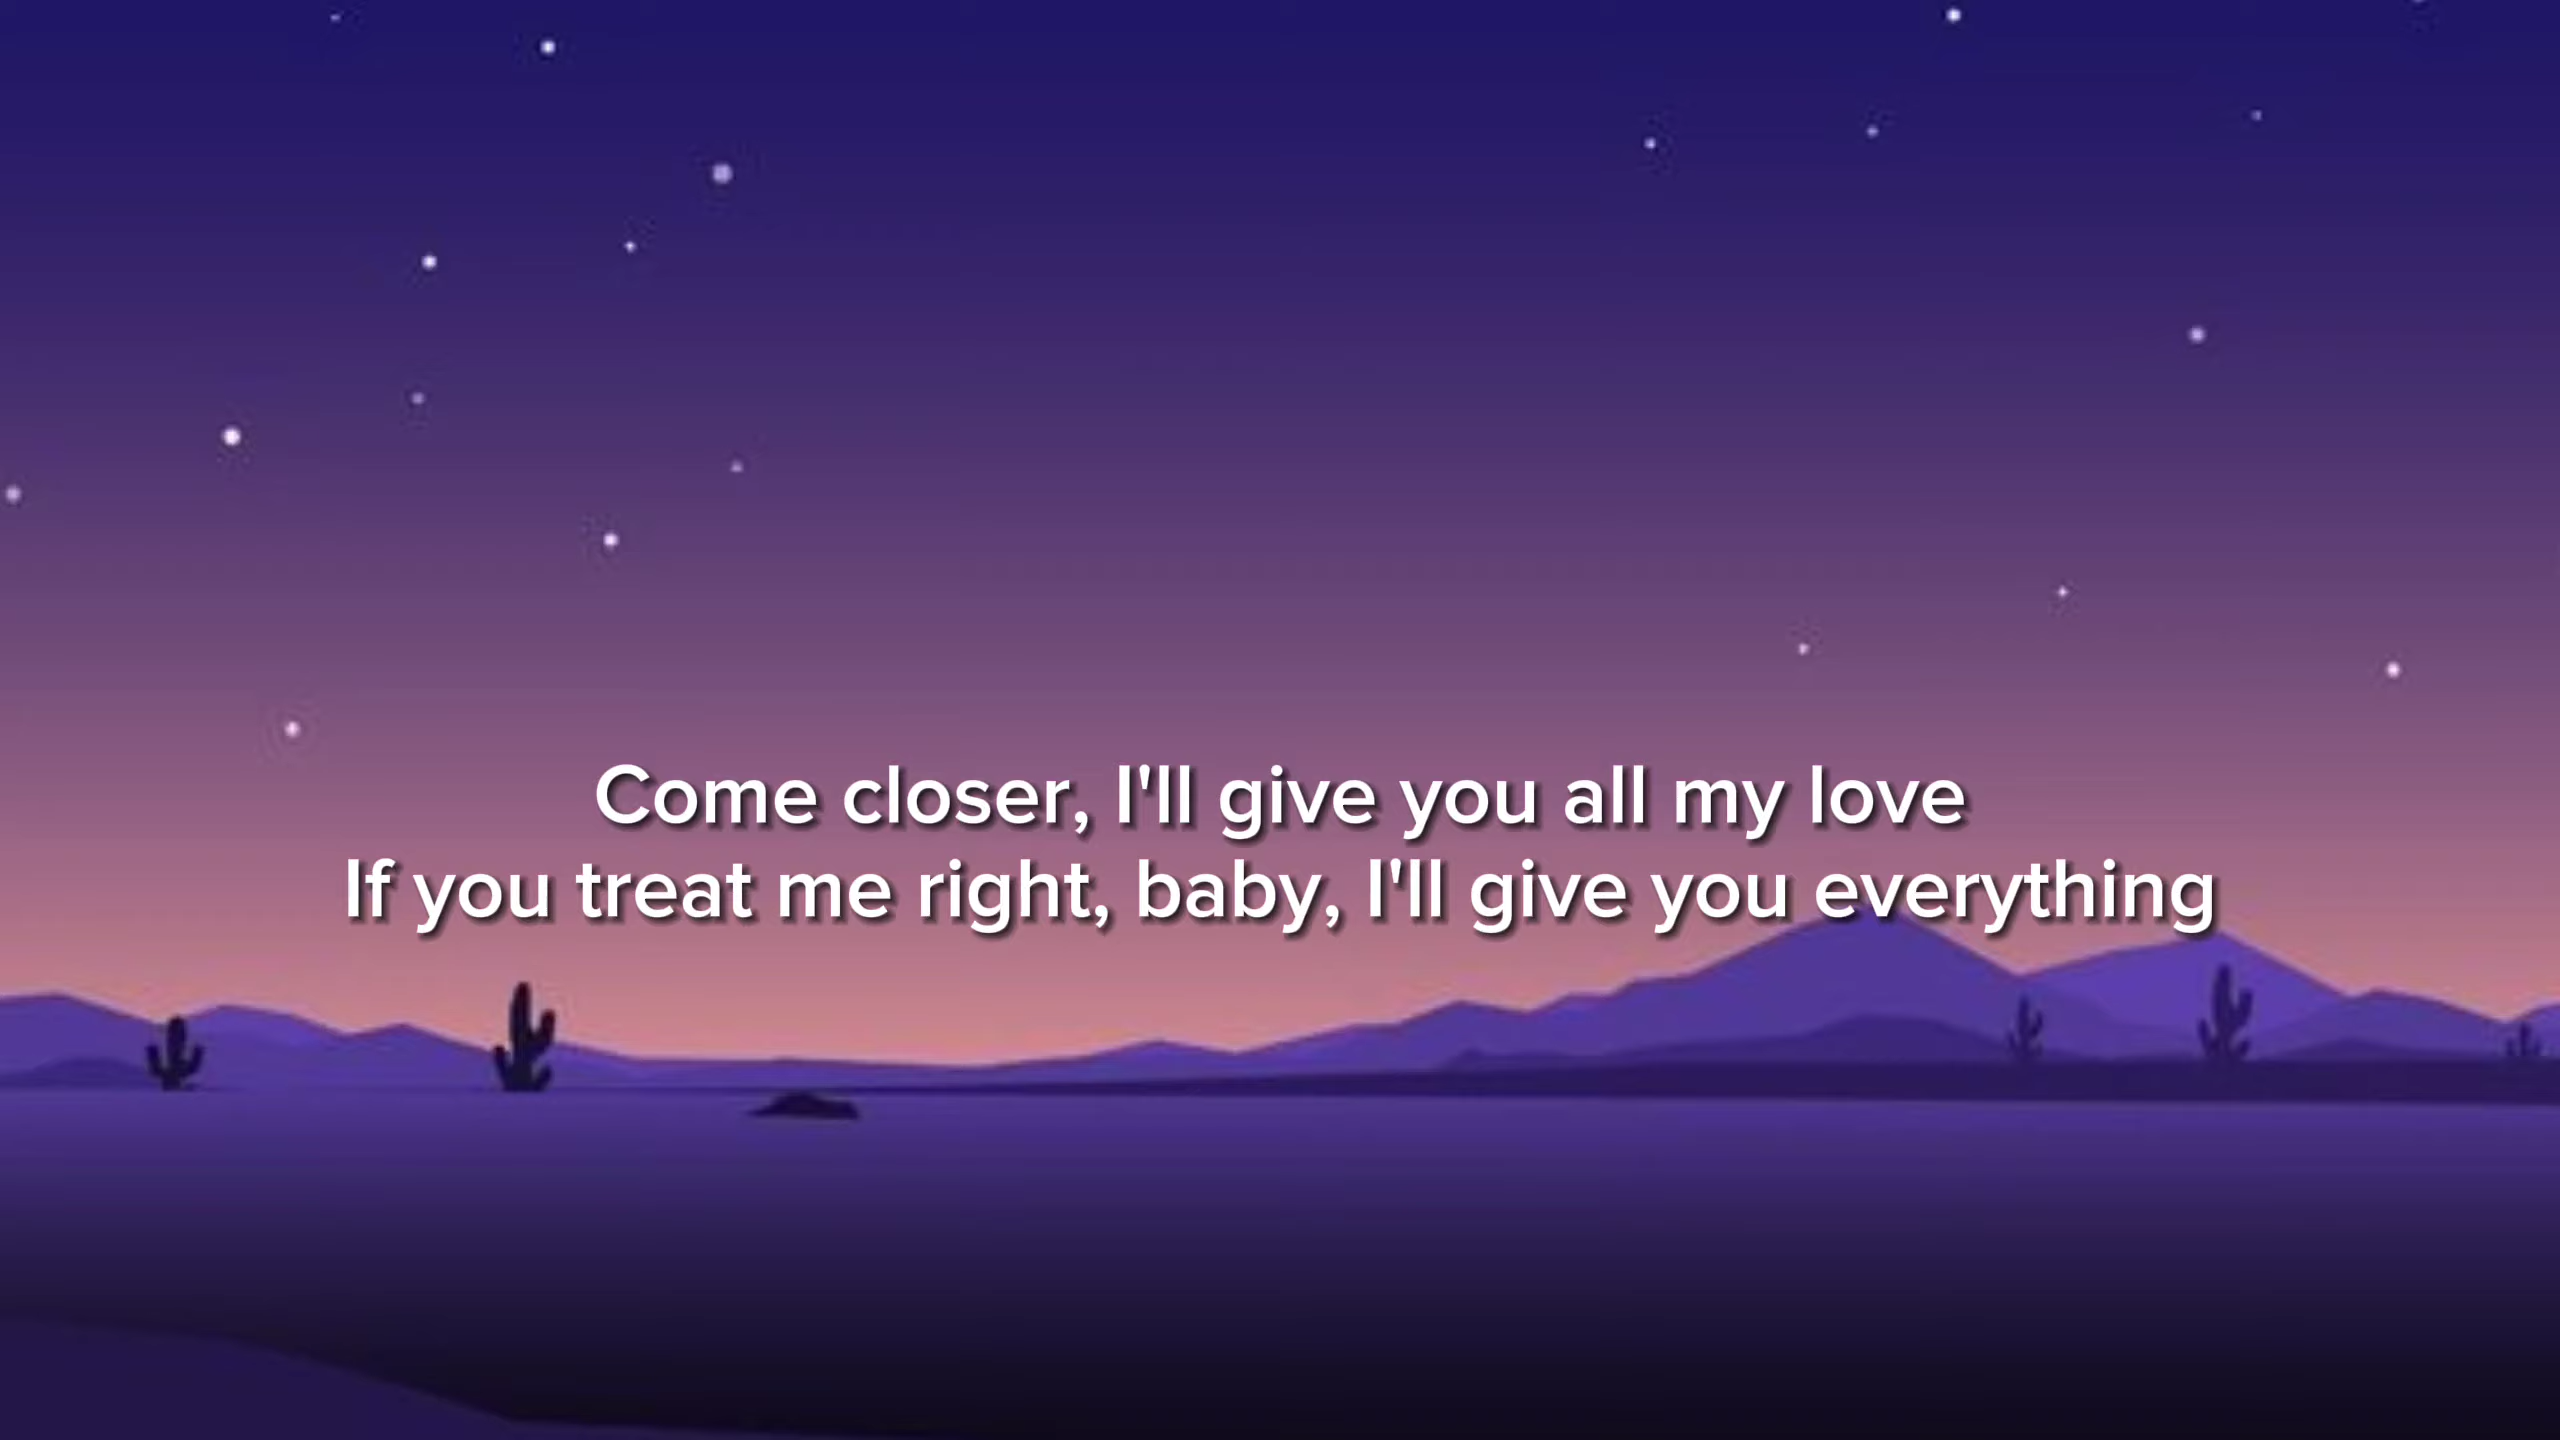 Come closer, I'll give you all my love
If you treat me right, baby, I'll give you everything